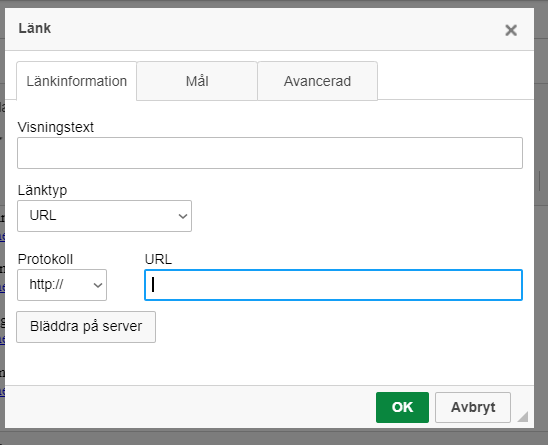 Länk
Länkinformation Mål Avancerad
Visningstext
Länktyp
URL
Protokoll URL
http://
Bläddra på server
OK Avbryt